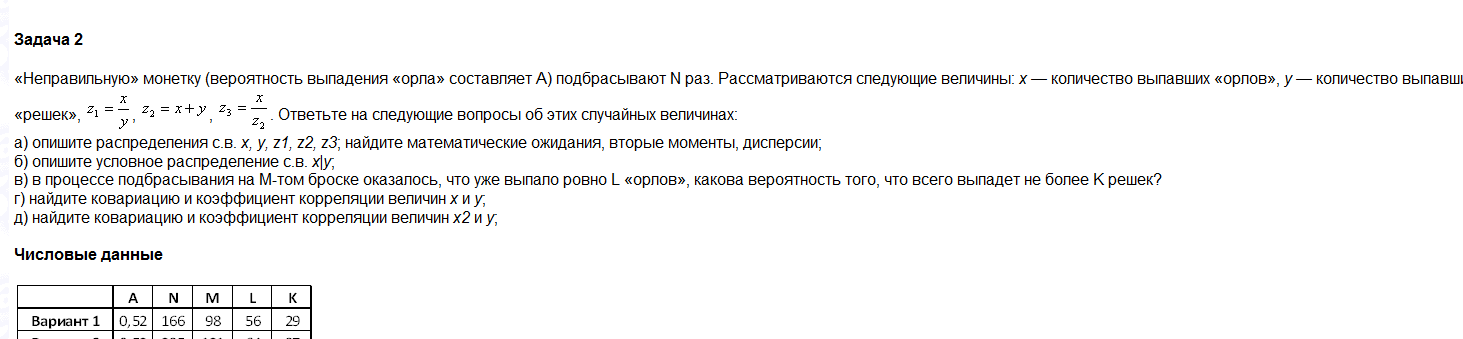 Задача 2
«Неправильную» монетку (вероятность выпадения «орла» составляет A) подбрасывают N раз. Рассматриваются следующие величины: x — количество выпавших «орлов», y — количество
«решек», z₁ = x/y, z₂ = x + y, z₃ = x/z₂. Ответьте на следующие вопросы об этих случайных величинах:
а) опишите распределения с.в. x, y, z1, z2, z3; найдите математические ожидания, вторые моменты, дисперсии;
б) опишите условное распределение с.в. x|y;
в) в процессе подбрасывания на M-том броске оказалось, что уже выпало ровно L «орлов», какова вероятность того, что всего выпадет не более K решек?
г) найдите ковариацию и коэффициент корреляции величин x и y;
д) найдите ковариацию и коэффициент корреляции величин x2 и y;
Числовые данные
A N M L K
Вариант 1 0,52 166 98 56 29